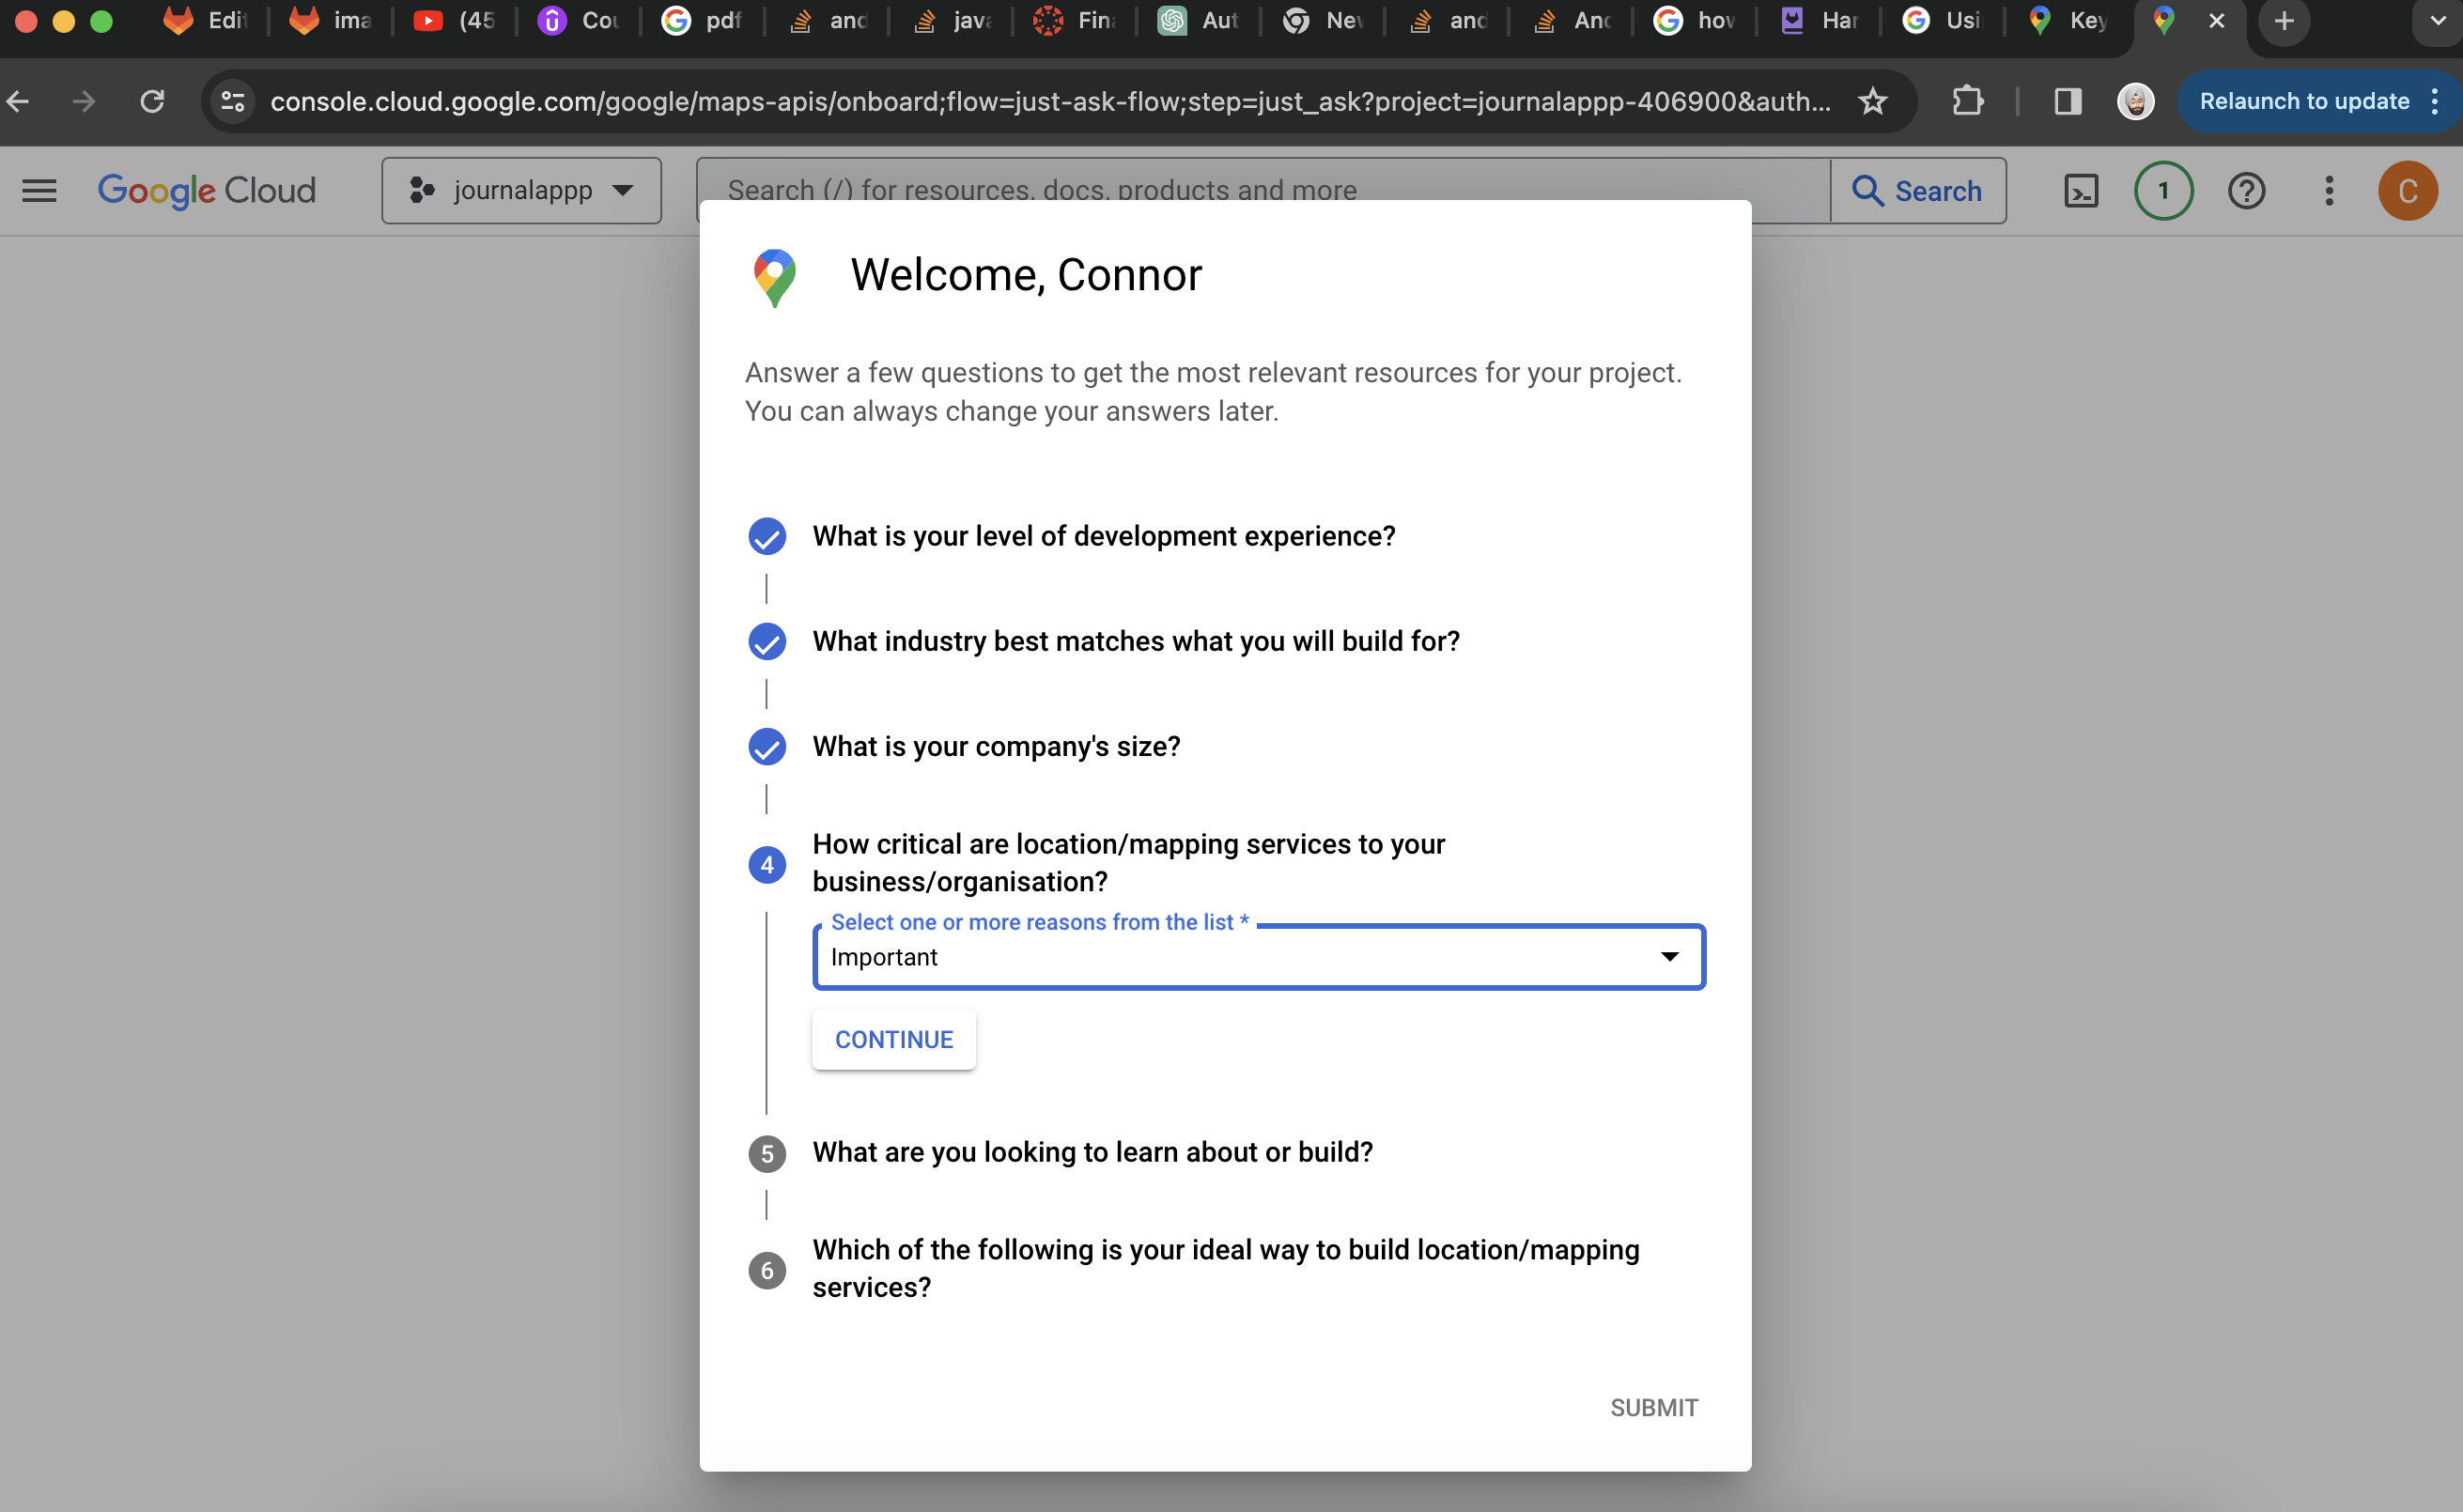 Edi
ima
(45
Cou
pdf
and
java
Fina
Aut
Nev
and
And
how
Har
Usi
Key
console.cloud.google.com/google/maps-apis/onboard;flow=just-ask-flow;step=just_ask?project=journalappp-406900&auth...
Relaunch to update
Google Cloud
journalappp
Search (/) for resources, docs, products and more
Search
1
C
Welcome, Connor
Answer a few questions to get the most relevant resources for your project.
You can always change your answers later.
What is your level of development experience?
What industry best matches what you will build for?
What is your company's size?
4
How critical are location/mapping services to your
business/organisation?
Select one or more reasons from the list *
Important
CONTINUE
5
What are you looking to learn about or build?
6
Which of the following is your ideal way to build location/mapping
services?
SUBMIT